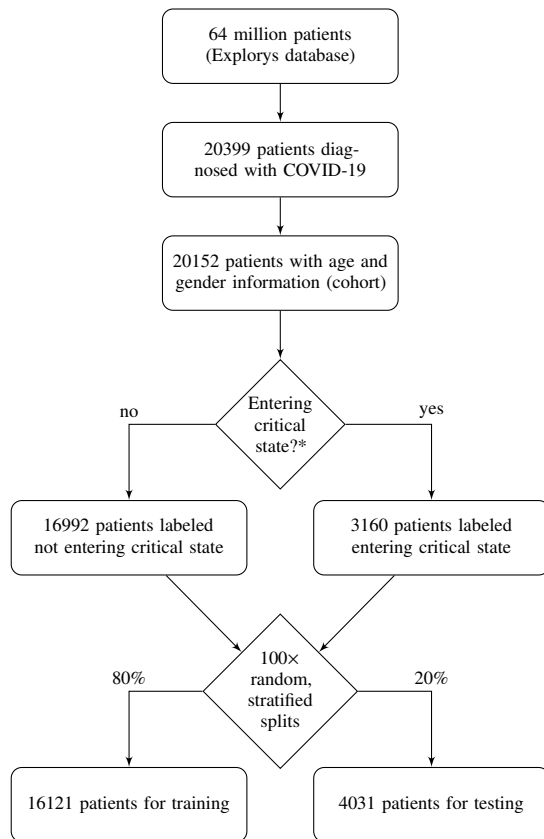 64 million patients
(Explorys database)
20399 patients diag-
nosed with COVID-19
20152 patients with age and
gender information (cohort)
Entering
critical
state?*
no
yes
16992 patients labeled
not entering critical state
3160 patients labeled
entering critical state
100×
random,
stratified
splits
80%
20%
16121 patients for training
4031 patients for testing